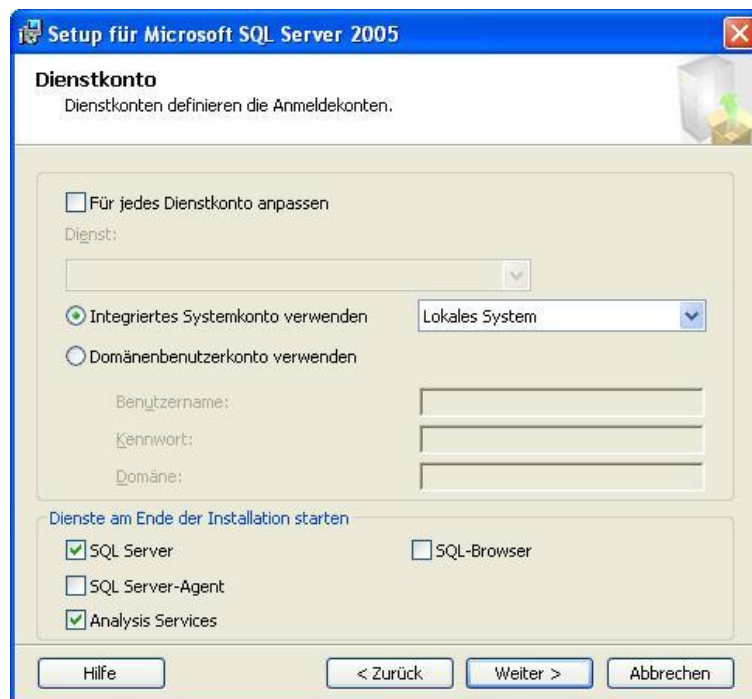 Setup für Microsoft SQL Server 2005
Dienstkonto
Dienstkonten definieren die Anmeldekonten.
Für jedes Dienstkonto anpassen
Dienst:
Integriertes Systemkonto verwenden Lokales System
Domänenbenutzerkonto verwenden
Benutzername:
Kennwort:
Domäne:
Dienste am Ende der Installation starten
SQL Server SQL-Browser
SQL Server-Agent
Analysis Services
Hilfe < Zurück Weiter > Abbrechen